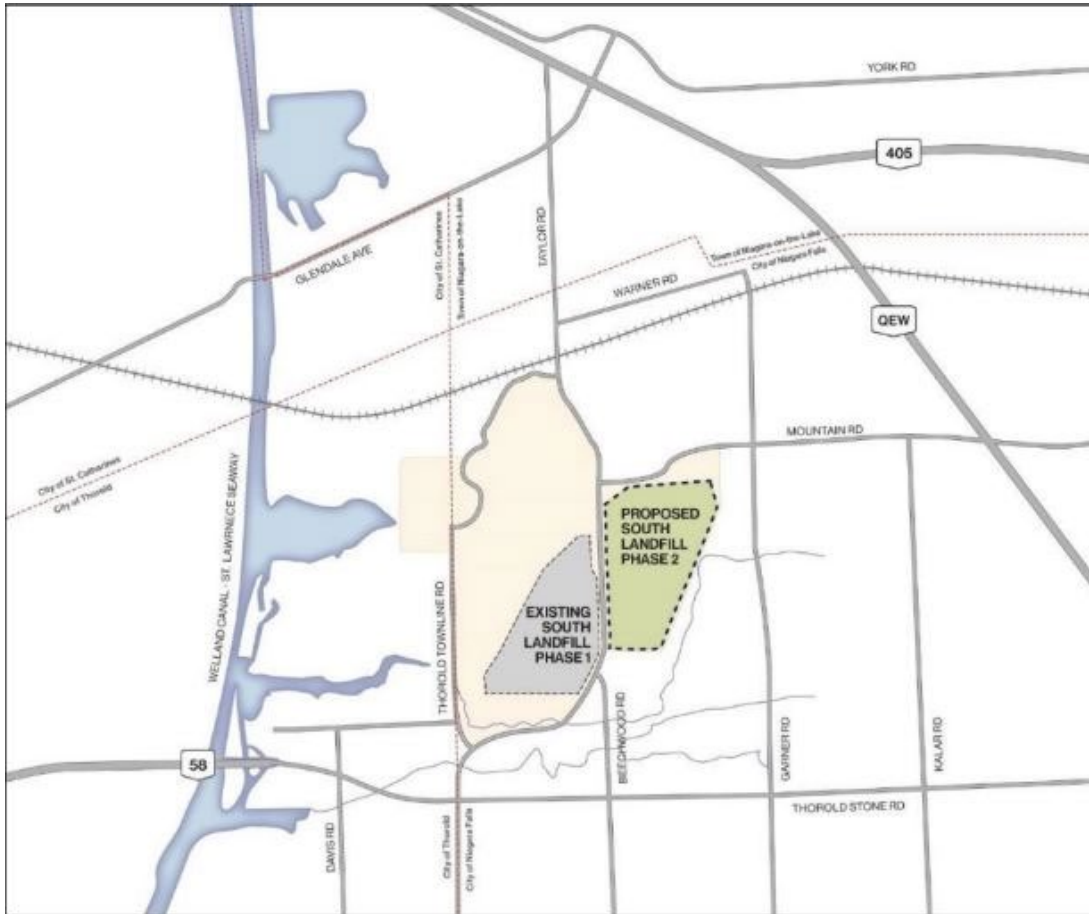 YORK RD
405
GLENDALE AVE
City of St. Catharines
Town of Niagara-on-the-Lake
TAYLOR RD
Town of Niagara-on-the-Lake
City of Niagara Falls
WARNER RD
QEW
MOUNTAIN RD
City of St. Catharines
City of Thorold
WELLAND CANAL - ST. LAWRNECE SEAWAY
PROPOSED
SOUTH
LANDFILL
PHASE 2
EXISTING
SOUTH
LANDFILL
PHASE 1
THOROLD TOWNLINE RD
BEECHWOOD RD
GARNER RD
KALAR RD
58
THOROLD STONE RD
DAVIS RD
City of Thorold
City of Niagara Falls